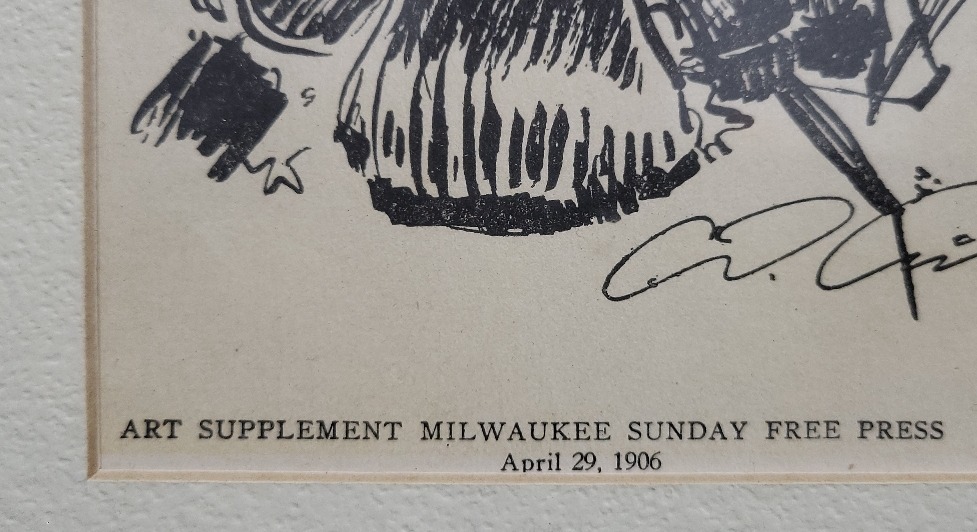 ART SUPPLEMENT MILWAUKEE SUNDAY FREE PRESS
April 29, 1906